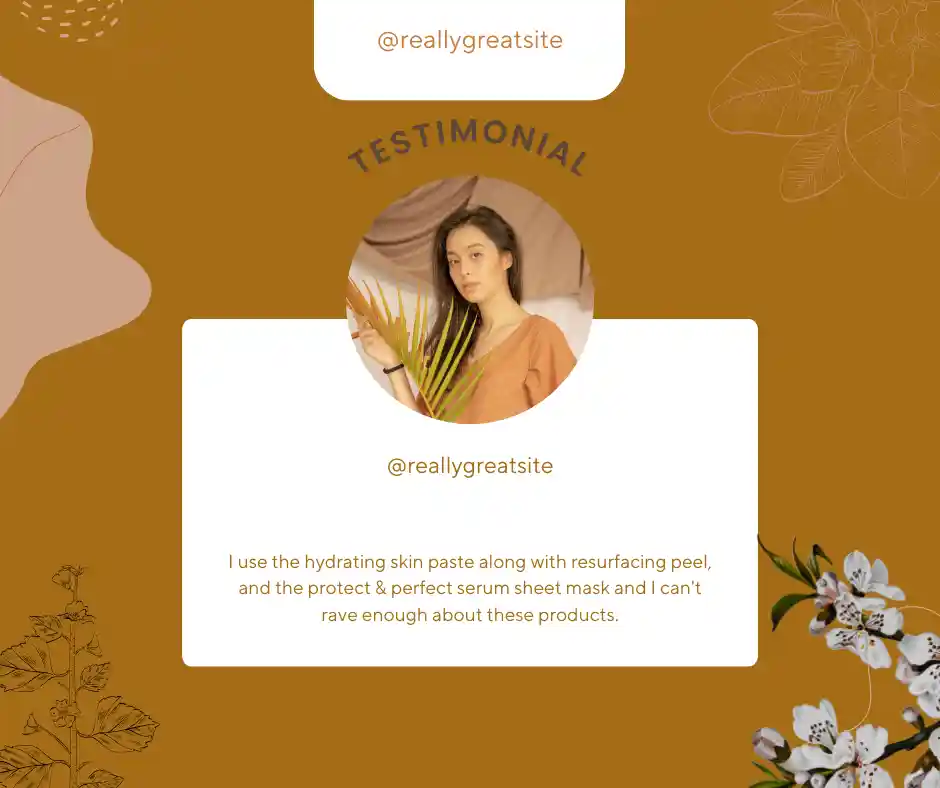 @reallygreatsite
TESTIMONIAL
@reallygreatsite
I use the hydrating skin paste along with resurfacing peel,
and the protect & perfect serum sheet mask and I can't
rave enough about these products.